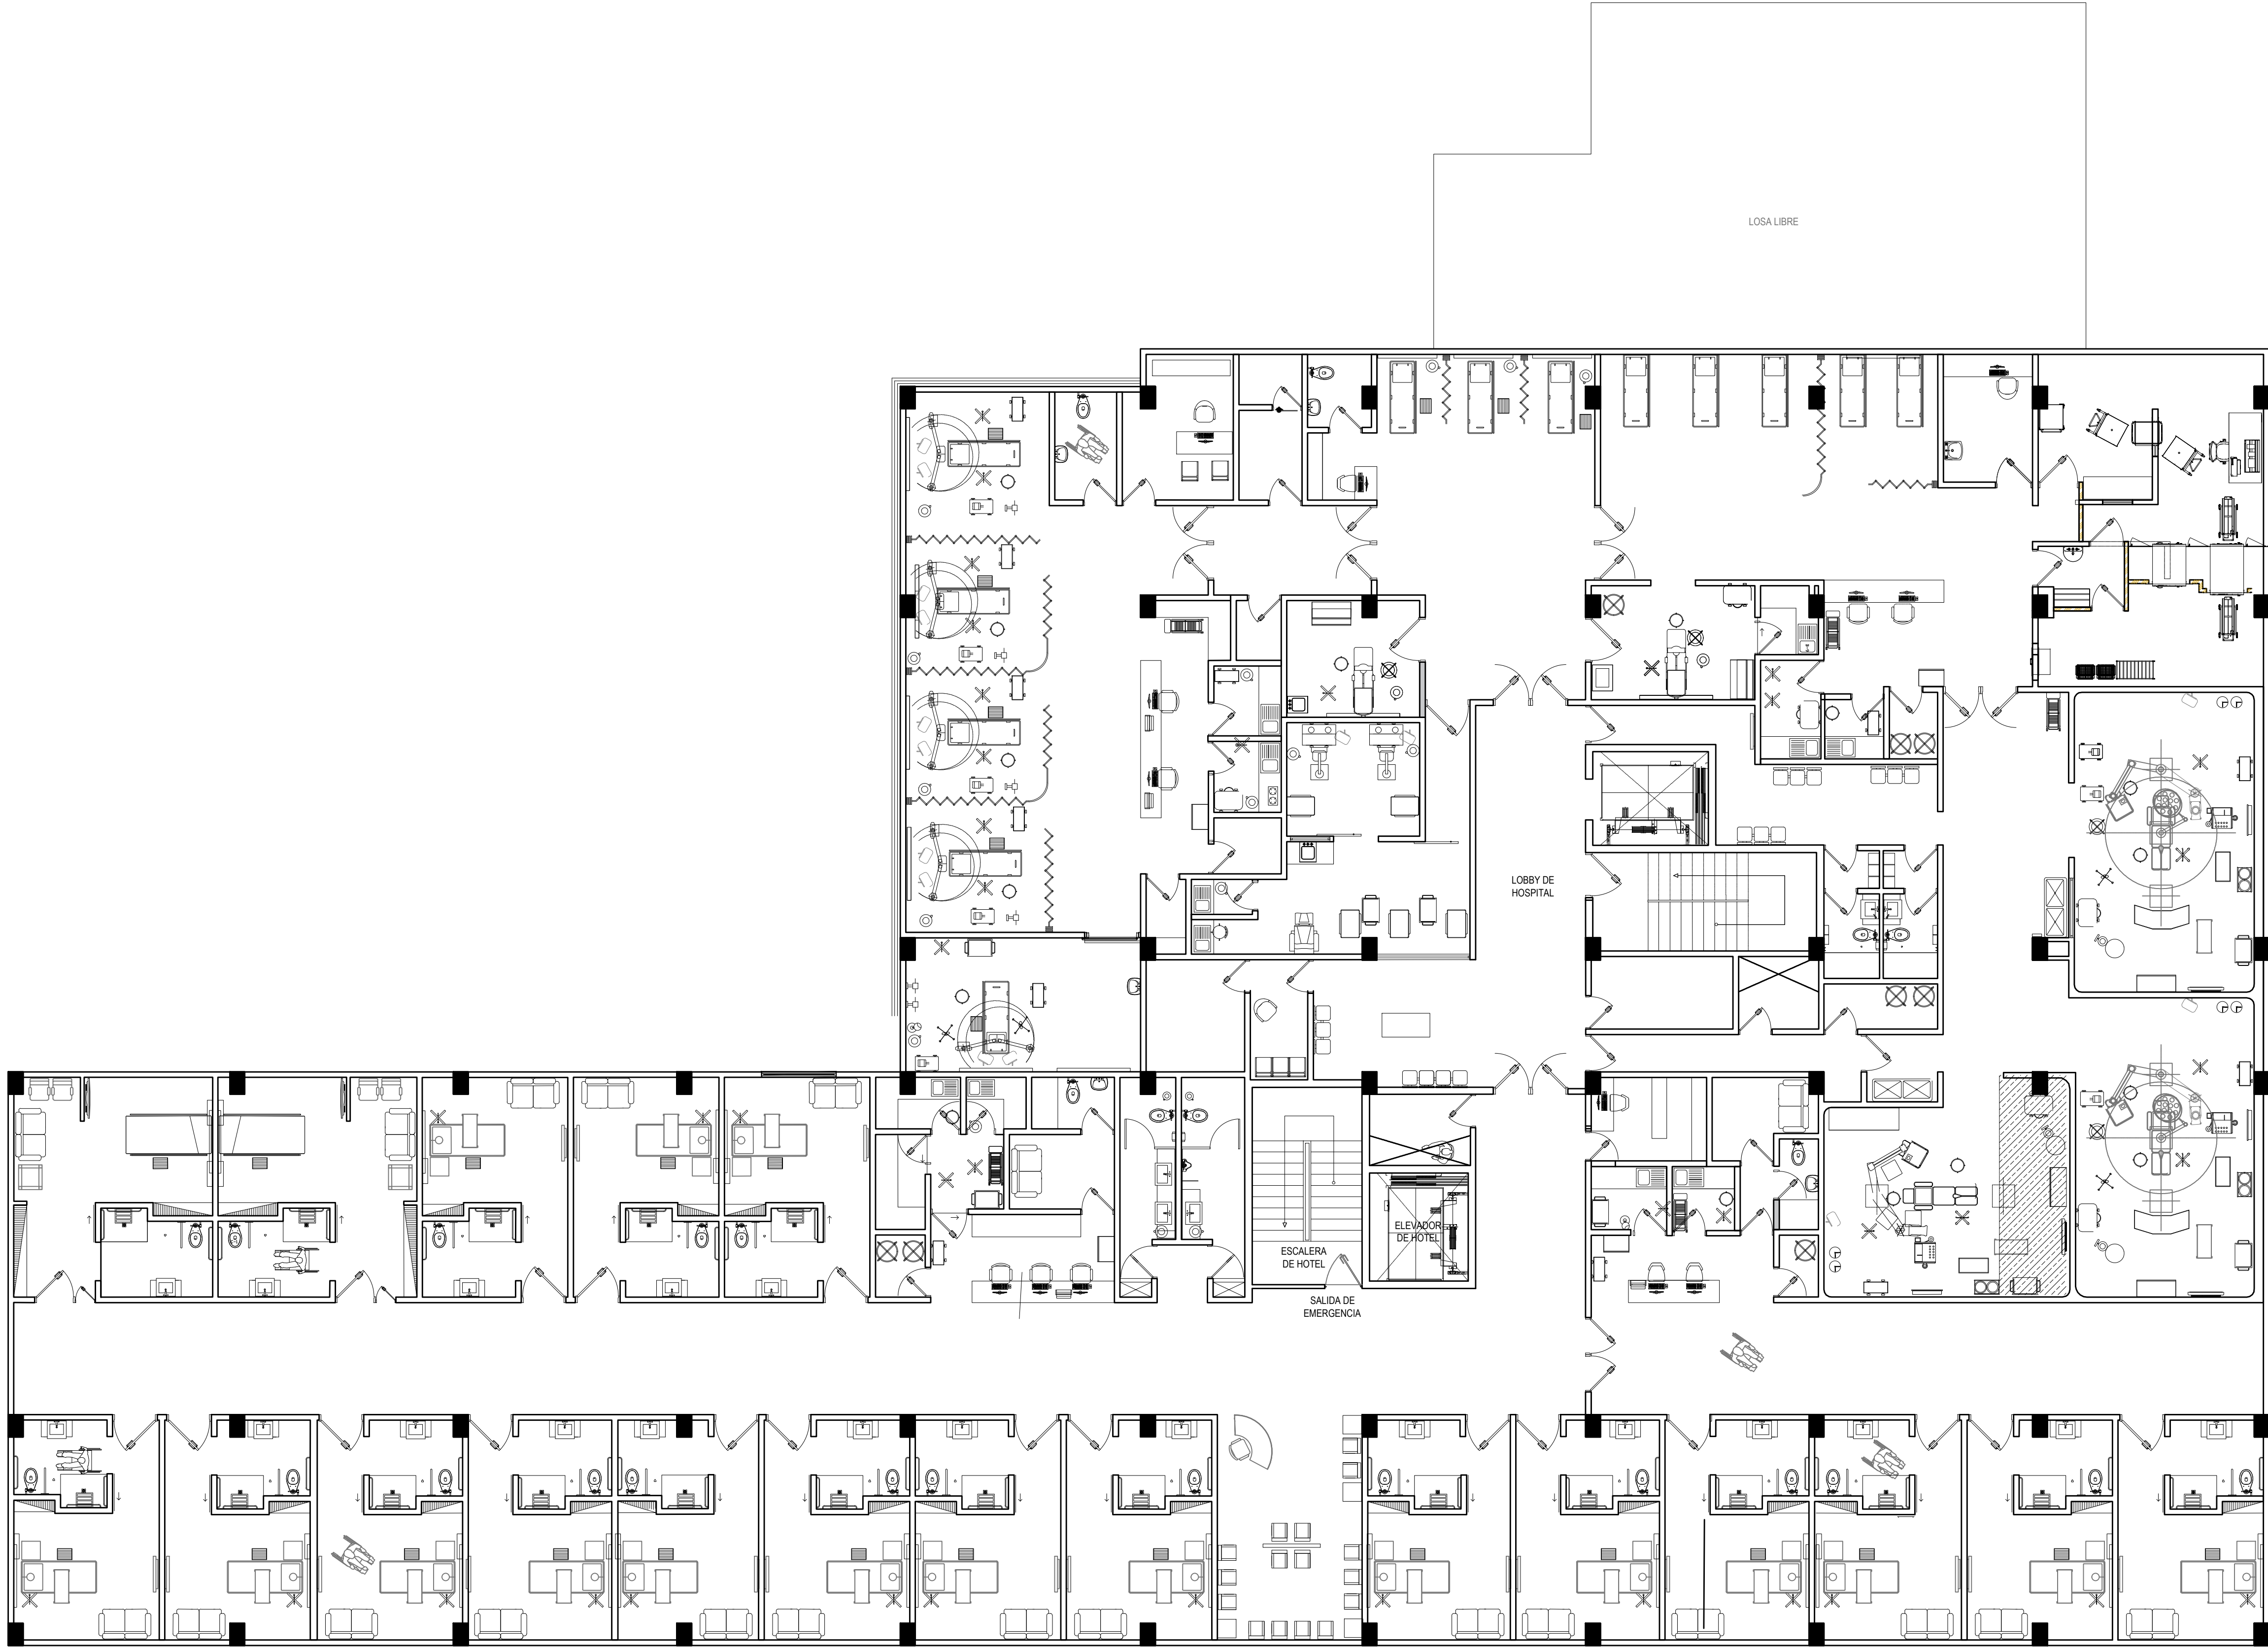 LOSA LIBRE
LOBBY DE
HOSPITAL
ELEVADOR
DE HOTEL
ESCALERA
DE HOTEL
SALIDA DE
EMERGENCIA